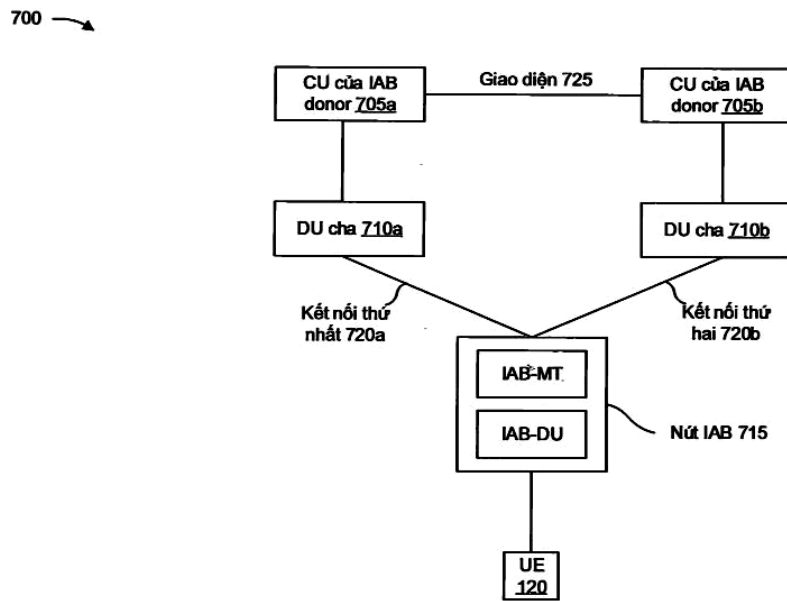 700
CU của IAB
donor 705a
Giao diện 725
CU của IAB
donor 705b
DU cha 710a
DU cha 710b
Kết nối thứ
nhất 720a
Kết nối thứ
hai 720b
IAB-MT
IAB-DU
Nút IAB 715
UE
120